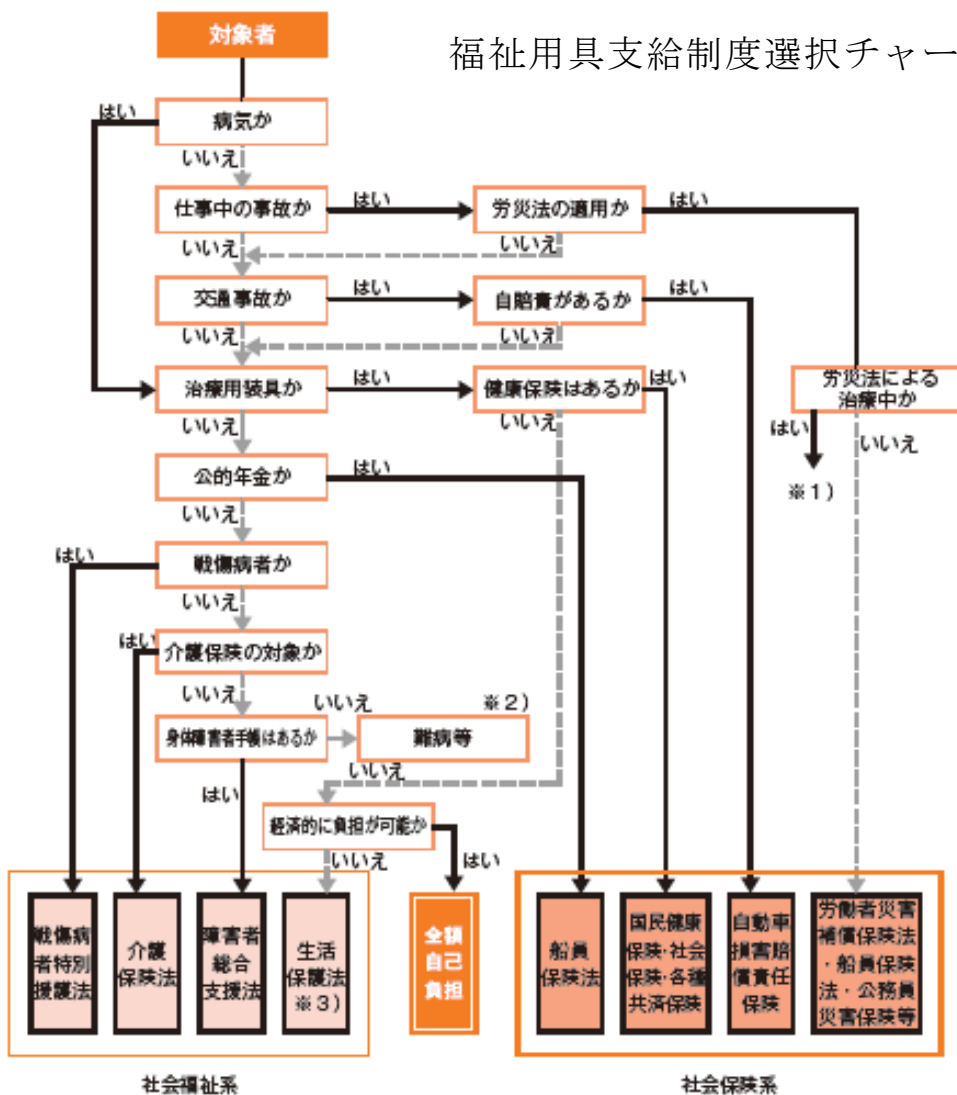 対象者
福祉用具支給制度選択チャー
はい
病気か
いいえ
仕事中の事故か
はい
労災法の適用か
はい
いいえ
いいえ
交通事故か
はい
自賠責があるか
はい
いいえ
いいえ
治療用装具か
はい
健康保険はあるか
はい
労災法による
治療中か
いいえ
いいえ
はい
いいえ
※1)
公的年金か
はい
いいえ
はい
戦傷病者か
いいえ
はい
介護保険の対象か
いいえ
いいえ
※2)
身体障害者手帳はあるか
難病等
はい
いいえ
経済的に負担が可能か
いいえ
はい
戦傷病
者特別
援護法
介護
保険法
障害者
総合
支援法
生活
保護法
※3)
全額
自己
負担
船員
保険法
国民健康
保険・社会
保険・各種
共済保険
自動車
損害賠
償責任
保険
労働者災害
補償保険法
・船員保険
法・公務員
災害保険等
社会福祉系
社会保険系